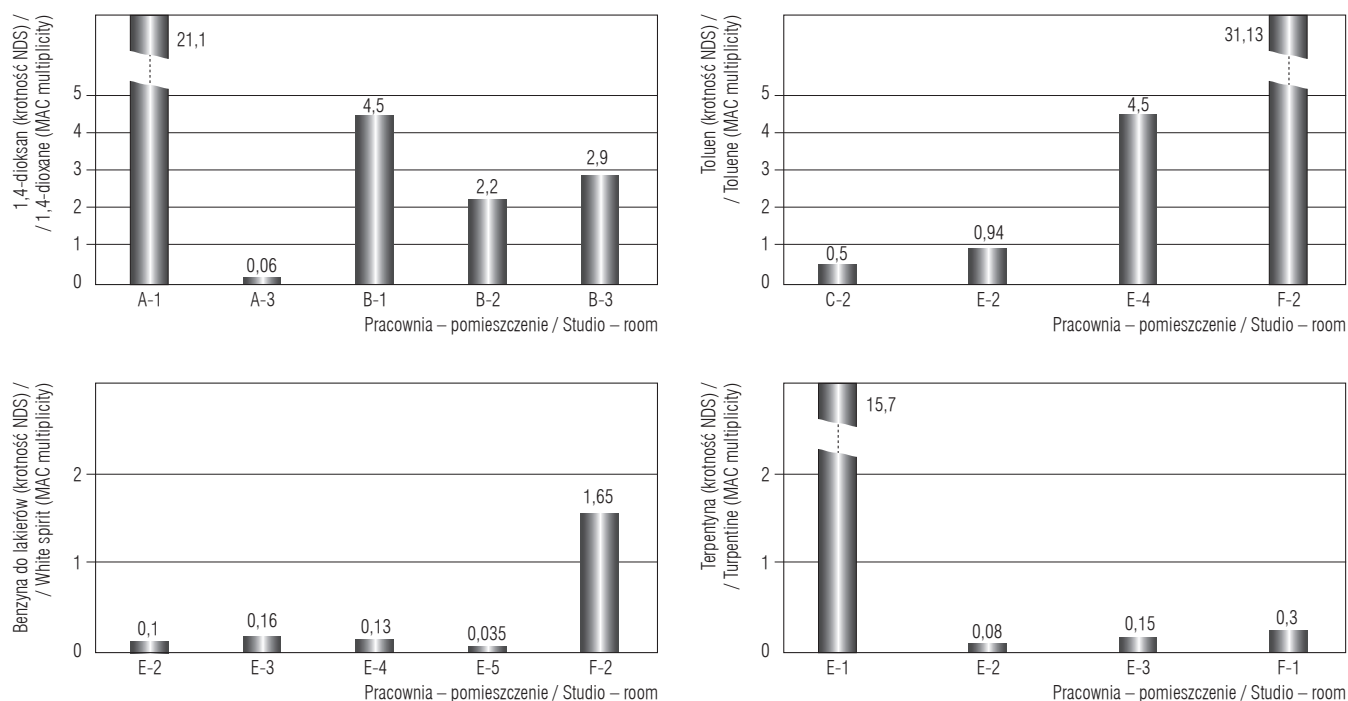 1,4-dioksan (krotność NDS) /
/ 1,4-dioxane (MAC multiplicity)
21,1
5
4
3
2
1
0
0,06
4,5
2,2
2,9
A-1 A-3 B-1 B-2 B-3
Pracownia – pomieszczenie / Studio – room
Toluen (krotność NDS) /
/ Toluene (MAC multiplicity)
31,13
5
4
3
2
1
0
0,5
0,94
4,5
C-2 E-2 E-4 F-2
Pracownia – pomieszczenie / Studio – room
Benzyna do lakierów (krotność NDS) /
/ White spirit (MAC multiplicity)
2
1
0
0,1
0,16
0,13
0,035
1,65
E-2 E-3 E-4 E-5 F-2
Pracownia – pomieszczenie / Studio – room
Terpentyna (krotność NDS) /
/ Turpentine (MAC multiplicity)
15,7
2
1
0
0,08
0,15
0,3
E-1 E-2 E-3 F-1
Pracownia – pomieszczenie / Studio – room